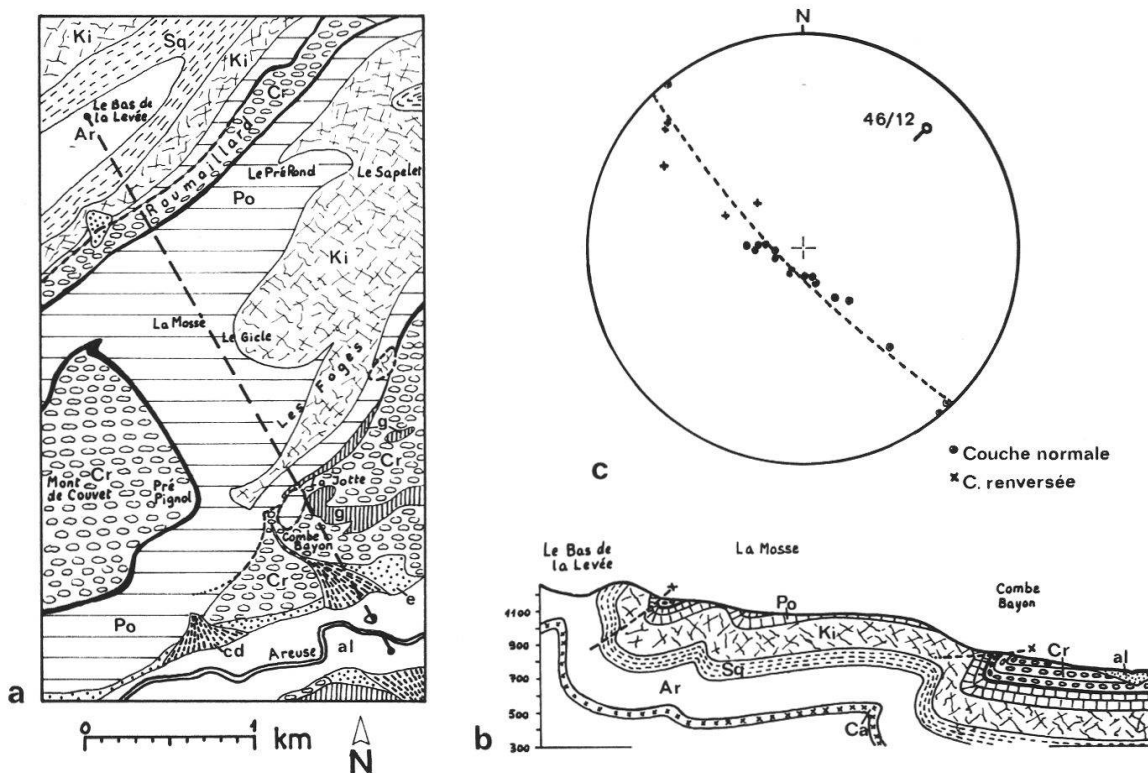 Ki
Sq
Ki
Le Bas de
la Levée
Ar
Cr
Roumaillard
Le Pré Rond
Le Sapelet
Po
Ki
La Mosse
Le Gicle
Les Foges
g
Cr
Mont
de Couvet
Cr
Pré
Pignol
La Jotte
g
Combe
Bayon
Cr
e
Po
cd
Areuse
al
a
0
1
km
N
N
46/12
c
Couche normale
C. renversée
Le Bas de
la Levée
La Mosse
Combe
Bayon
1100
900
700
500
300
Po
Ki
Sq
Ar
Ca
Cr
al
b